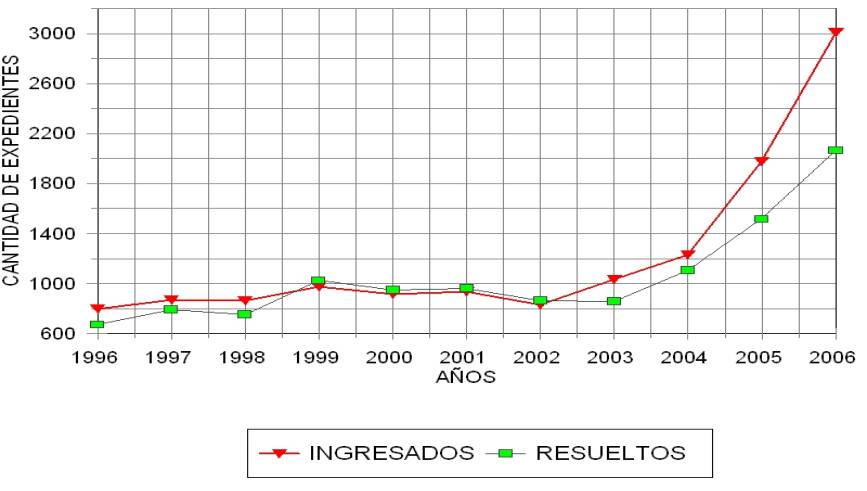 CANTIDAD DE EXPEDIENTES
3000
2600
2200
1800
1400
1000
600
1996 1997 1998 1999 2000 2001 2002 2003 2004 2005 2006
AÑOS
INGRESADOS RESUELTOS